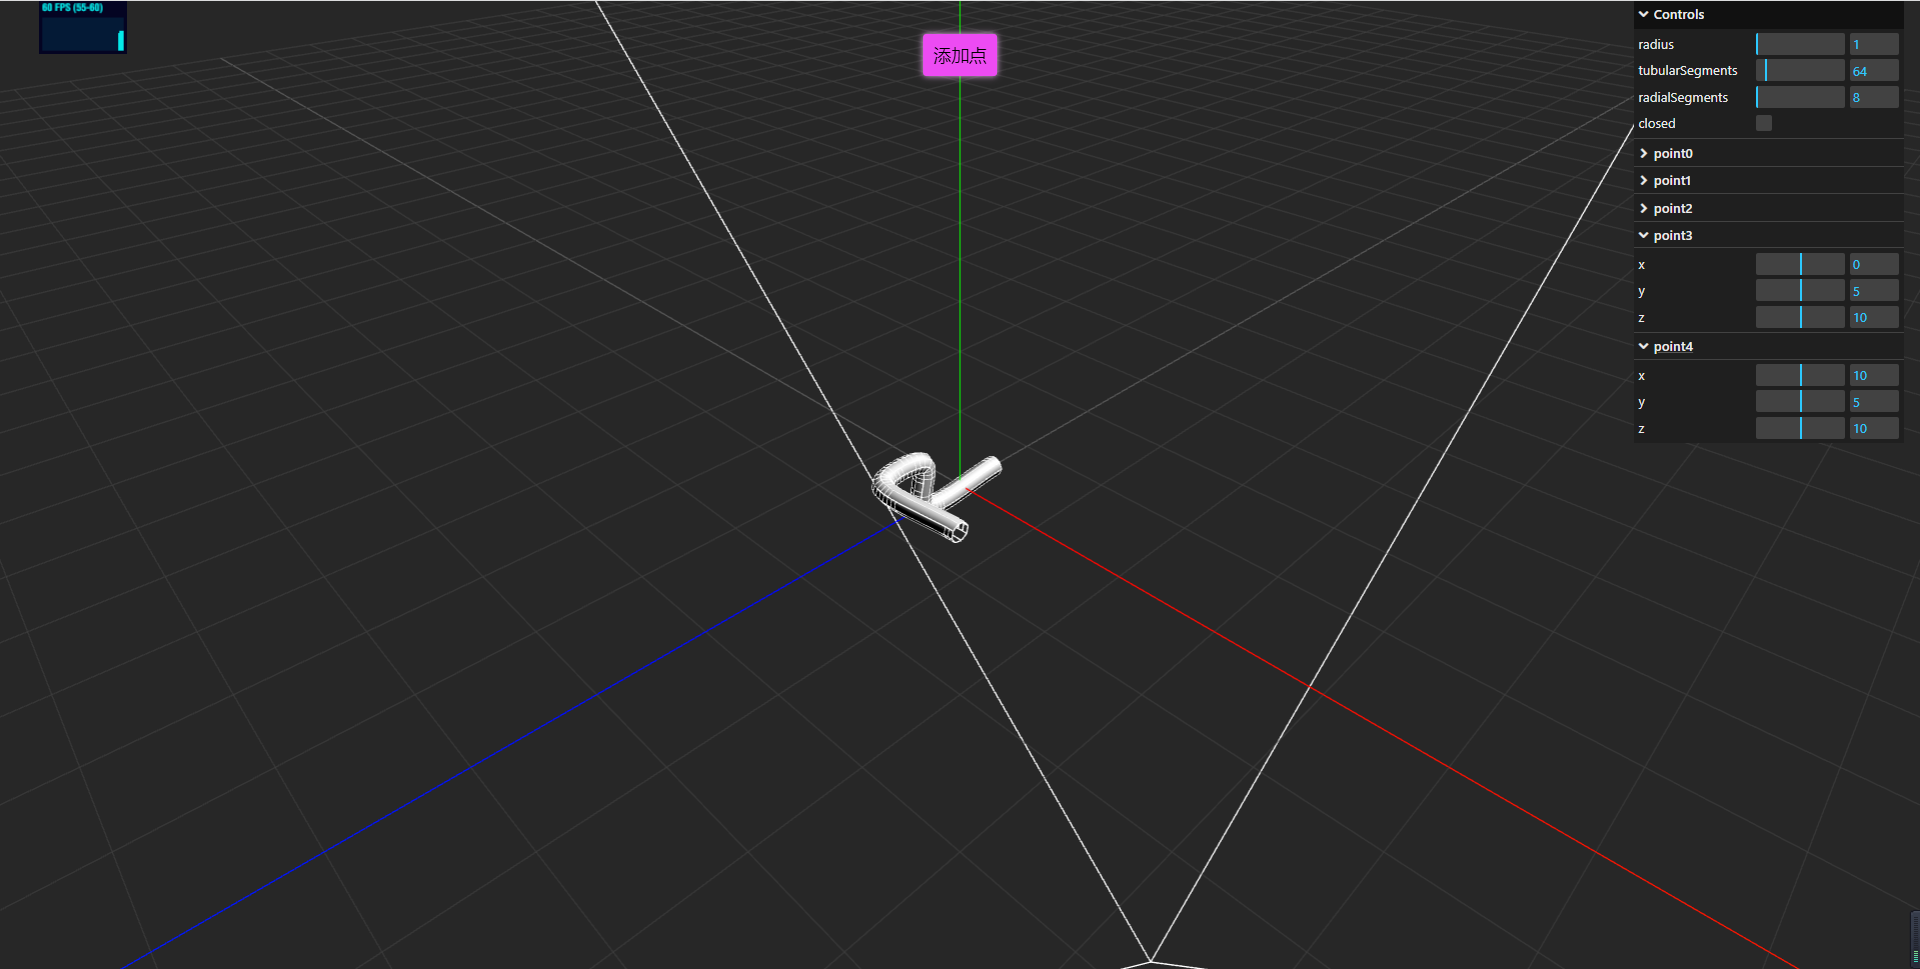 60 FPS (55-60)
添加点
Controls
radius 1
tubularSegments 64
radialSegments 8
closed
point0
point1
point2
point3
x 0
y 5
z 10
point4
x 10
y 5
z 10